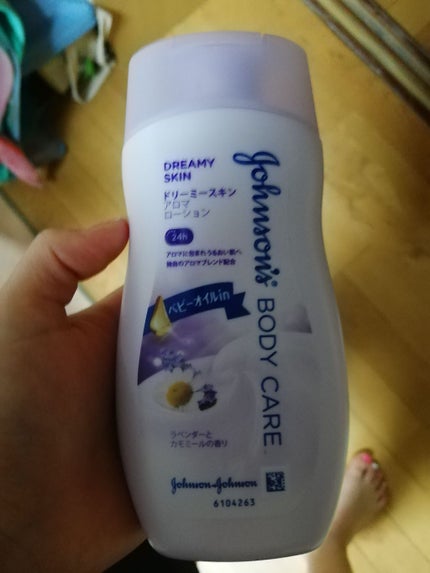 DREAMY
SKIN
ドリーミースキン
アロマ
ローション
24h
アロマに包まれうるおい肌へ
独自のアロマブレンド配合
ベビーオイルin
Johnson's BODY CARE
ラベンダーと
カモミールの香り
Johnson & Johnson
6104263